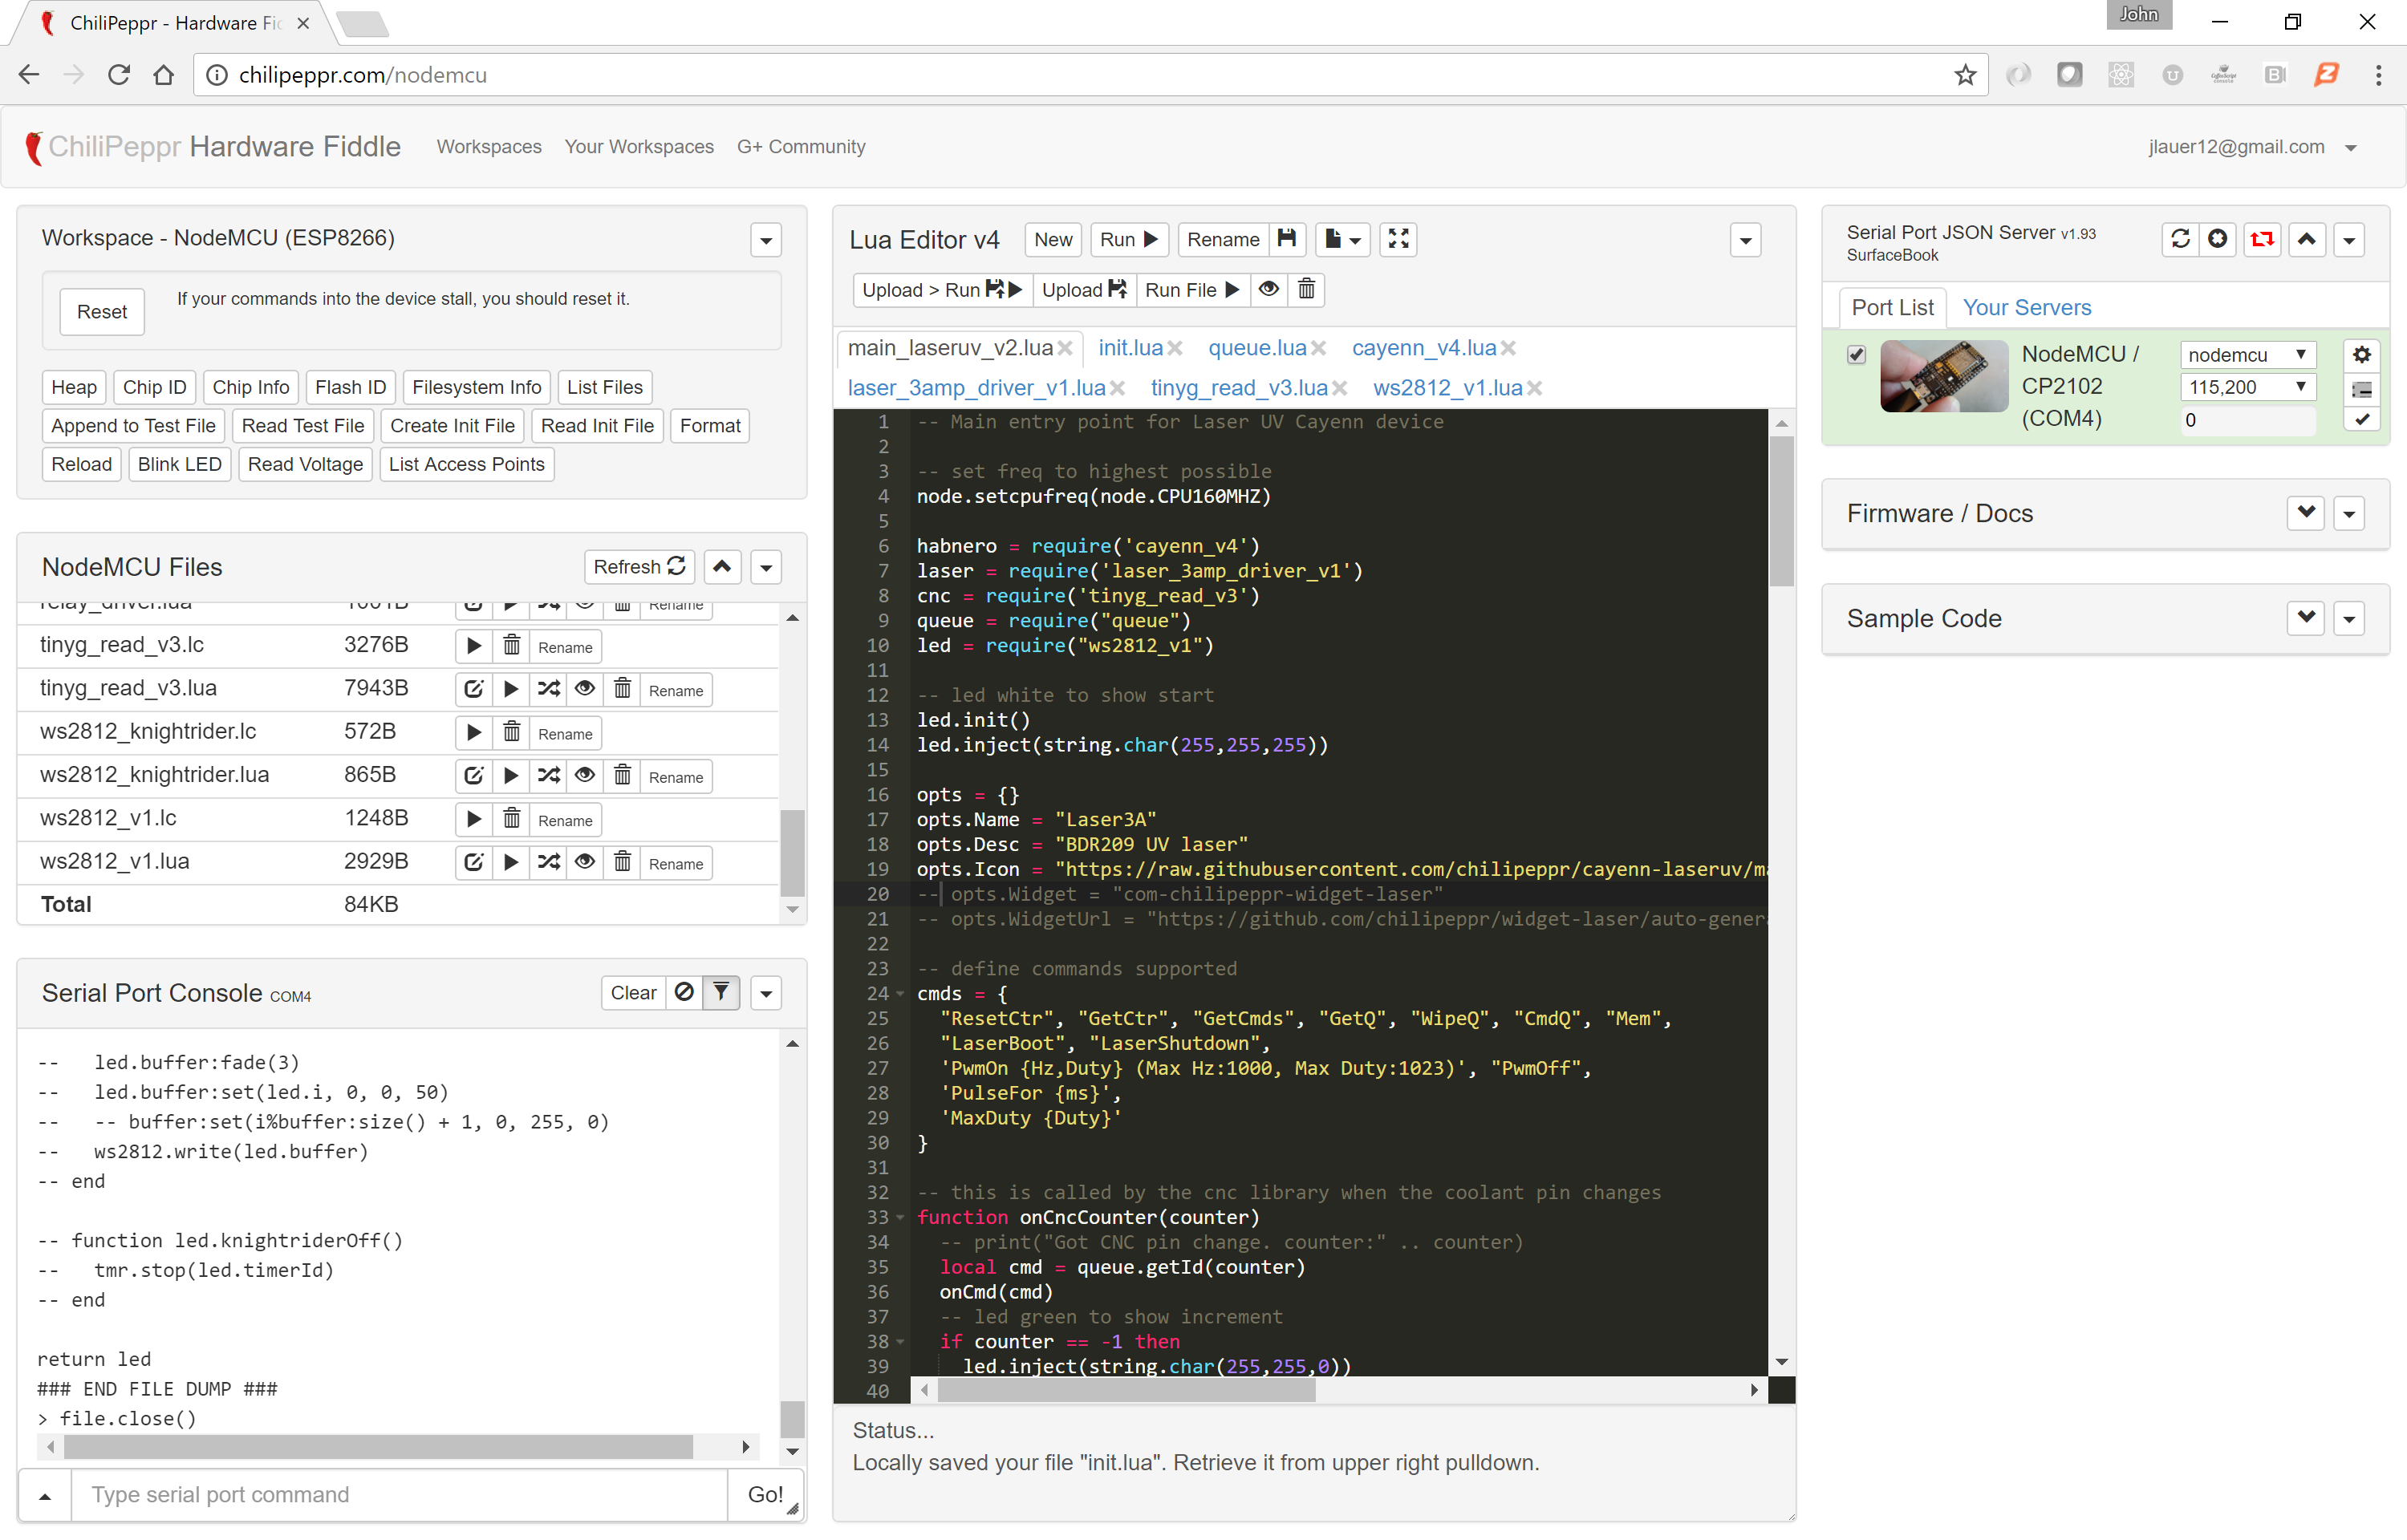 ChiliPeppr - Hardware Fi
John
chilipeppr.com/nodemcu
ChiliPeppr Hardware Fiddle Workspaces Your Workspaces G+ Community jlauer12@gmail.com
Workspace - NodeMCU (ESP8266)
Reset If your commands into the device stall, you should reset it.
Heap Chip ID Chip Info Flash ID Filesystem Info List Files
Append to Test File Read Test File Create Init File Read Init File Format
Reload Blink LED Read Voltage List Access Points
NodeMCU Files Refresh
relay_driver.lua Rename
tinyg_read_v3.lc 3276B Rename
tinyg_read_v3.lua 7943B Rename
ws2812_knightrider.lc 572B Rename
ws2812_knightrider.lua 865B Rename
ws2812_v1.lc 1248B Rename
ws2812_v1.lua 2929B Rename
Total 84KB
Serial Port Console COM4 Clear
--   led.buffer:fade(3)
--   led.buffer:set(led.i, 0, 0, 50)
--   -- buffer:set(i%buffer:size() + 1, 0, 255, 0)
--   ws2812.write(led.buffer)
-- end
-- function led.knightriderOff()
--   tmr.stop(led.timerId)
-- end
return led
### END FILE DUMP ###
> file.close()
Type serial port command Go!
Lua Editor v4 New Run Rename
Upload > Run Upload Run File
main_laseruv_v2.lua init.lua queue.lua cayenn_v4.lua
laser_3amp_driver_v1.lua tinyg_read_v3.lua ws2812_v1.lua
1 -- Main entry point for Laser UV Cayenn device
2
3 -- set freq to highest possible
4 node.setcpufreq(node.CPU160MHZ)
5
6 habnero = require('cayenn_v4')
7 laser = require('laser_3amp_driver_v1')
8 cnc = require('tinyg_read_v3')
9 queue = require("queue")
10 led = require("ws2812_v1")
11
12 -- led white to show start
13 led.init()
14 led.inject(string.char(255,255,255))
15
16 opts = {}
17 opts.Name = "Laser3A"
18 opts.Desc = "BDR209 UV laser"
19 opts.Icon = "https://raw.githubusercontent.com/chilipeppr/cayenn-laseruv/ma
20 -- opts.Widget = "com-chilipeppr-widget-laser"
21 -- opts.WidgetUrl = "https://github.com/chilipeppr/widget-laser/auto-genera
22
23 -- define commands supported
24 cmds = {
25   "ResetCtr", "GetCtr", "GetCmds", "GetQ", "WipeQ", "CmdQ", "Mem",
26   "LaserBoot", "LaserShutdown",
27   'PwmOn {Hz,Duty} (Max Hz:1000, Max Duty:1023)', "PwmOff",
28   'PulseFor {ms}',
29   'MaxDuty {Duty}'
30 }
31
32 -- this is called by the cnc library when the coolant pin changes
33 function onCncCounter(counter)
34   -- print("Got CNC pin change. counter:" .. counter)
35   local cmd = queue.getId(counter)
36   onCmd(cmd)
37   -- led green to show increment
38   if counter == -1 then
39     led.inject(string.char(255,255,0))
40
Status...
Locally saved your file "init.lua". Retrieve it from upper right pulldown.
Serial Port JSON Server v1.93
SurfaceBook
Port List Your Servers
NodeMCU / nodemcu
CP2102 115,200
(COM4) 0
Firmware / Docs
Sample Code